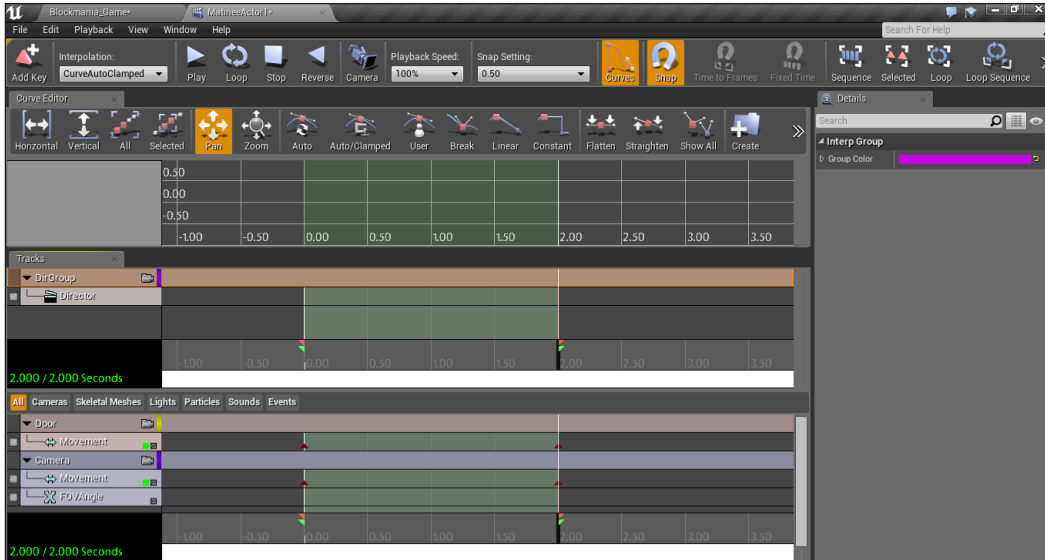 Blockmania_Game•
MatineeActor1•
File Edit Playback View Window Help
Search For Help
Add Key
Interpolation:
CurveAutoClamped
Play Loop Stop Reverse Camera
Playback Speed:
100%
Snap Setting:
0.50
Curves Snap Time to Frames Fixed Time Sequence Selected Loop Loop Sequence
Curve Editor
Horizontal Vertical All Selected Pan Zoom Auto Auto/Clamped User Break Linear Constant Flatten Straighten Show All Create
0.50
0.00
-0.50
-1.00 -0.50 0.00 0.50 1.00 1.50 2.00 2.50 3.00 3.50
Tracks
DirGroup
Director
-1.00 -0.50 0.00 0.50 1.00 1.50 2.00 2.50 3.00 3.50
2.000 / 2.000 Seconds
All Cameras Skeletal Meshes Lights Particles Sounds Events
Door
Movement
Camera
Movement
FOVAngle
-1.00 -0.50 0.00 0.50 1.00 1.50 2.00 2.50 3.00 3.50
2.000 / 2.000 Seconds
Details
Search
Interp Group
Group Color